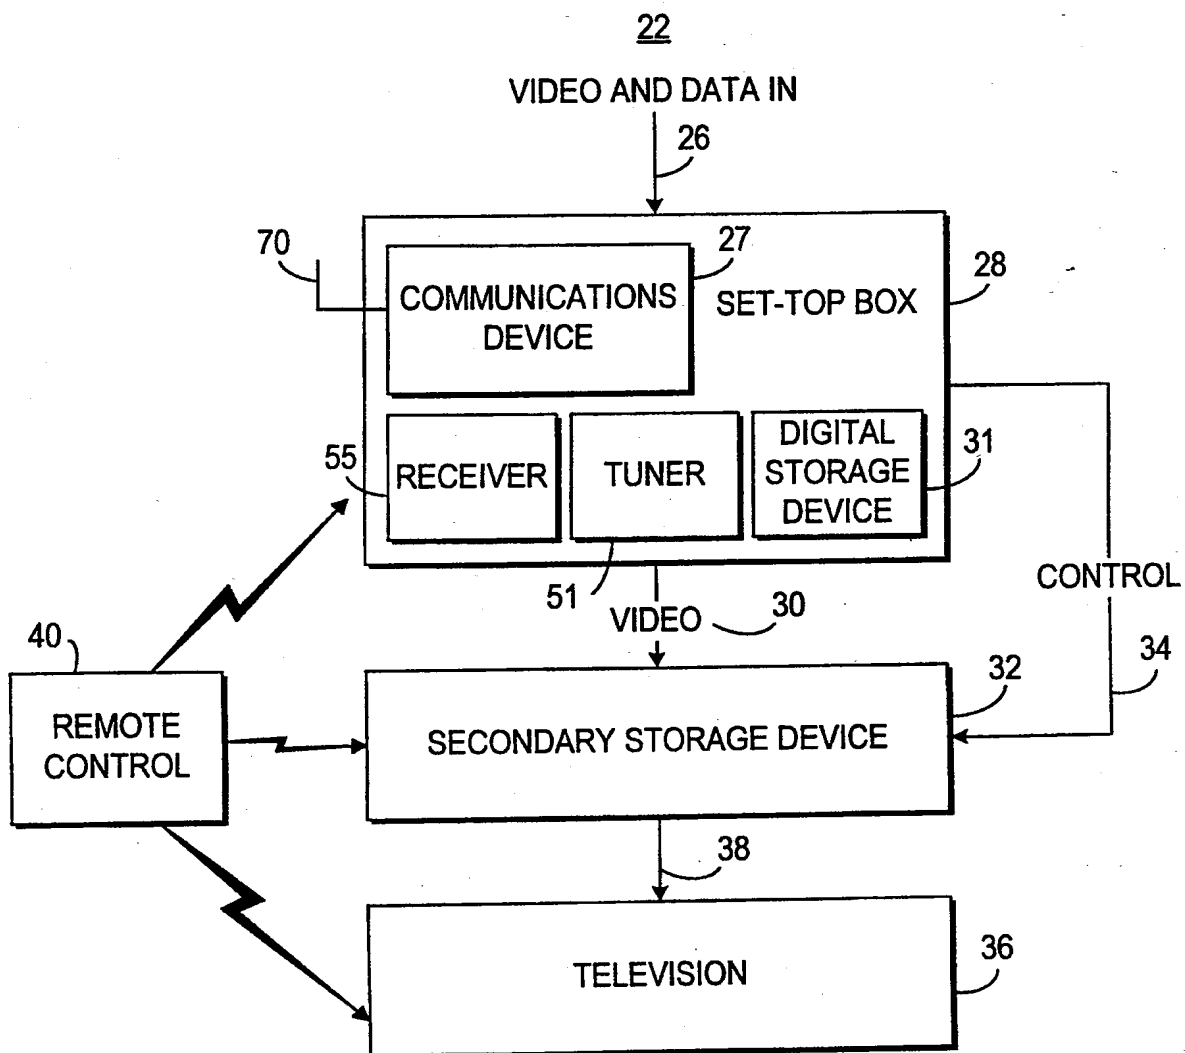 22
VIDEO AND DATA IN
26
70
27
28
COMMUNICATIONS
DEVICE
SET-TOP BOX
55
RECEIVER
TUNER
DIGITAL
STORAGE
DEVICE
31
51
VIDEO
30
CONTROL
34
40
REMOTE
CONTROL
32
SECONDARY STORAGE DEVICE
38
TELEVISION
36